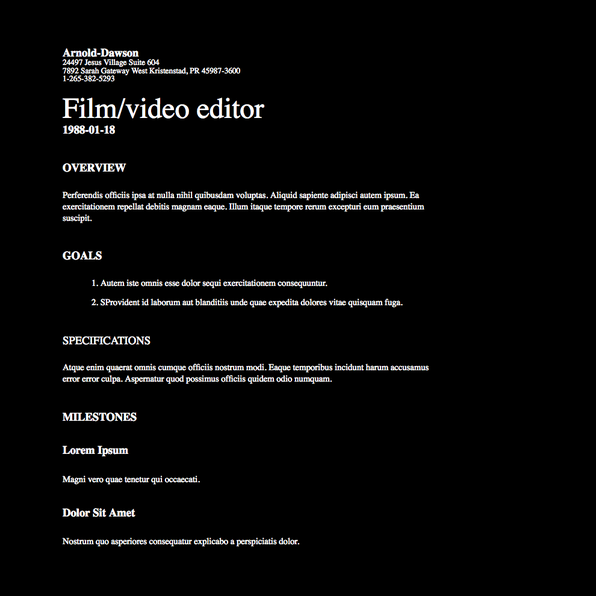 Arnold-Dawson
24497 Jesus Village Suite 604
7892 Sarah Gateway West Kristenstad, PR 45987-3600
1-265-382-5293
Film/video editor
1988-01-18
OVERVIEW
Perferendis officiis ipsa at nulla nihil quibusdam voluptas. Aliquid sapiente adipisci autem ipsum. Ea
exercitationem repellat debitis magnam eaque. Illum itaque tempore rerum excepturi eum praesentium
suscipit.
GOALS
1. Autem iste omnis esse dolor sequi exercitationem consequuntur.
2. SProvident id laborum aut blanditiis unde quae expedita dolores vitae quisquam fuga.
SPECIFICATIONS
Atque enim quaerat omnis cumque officiis nostrum modi. Eaque temporibus incidunt harum accusamus
error error culpa. Aspernatur quod possimus officiis quidem odio numquam.
MILESTONES
Lorem Ipsum
Magni vero quae tenetur qui occaecati.
Dolor Sit Amet
Nostrum quo asperiores consequatur explicabo a perspiciatis dolor.